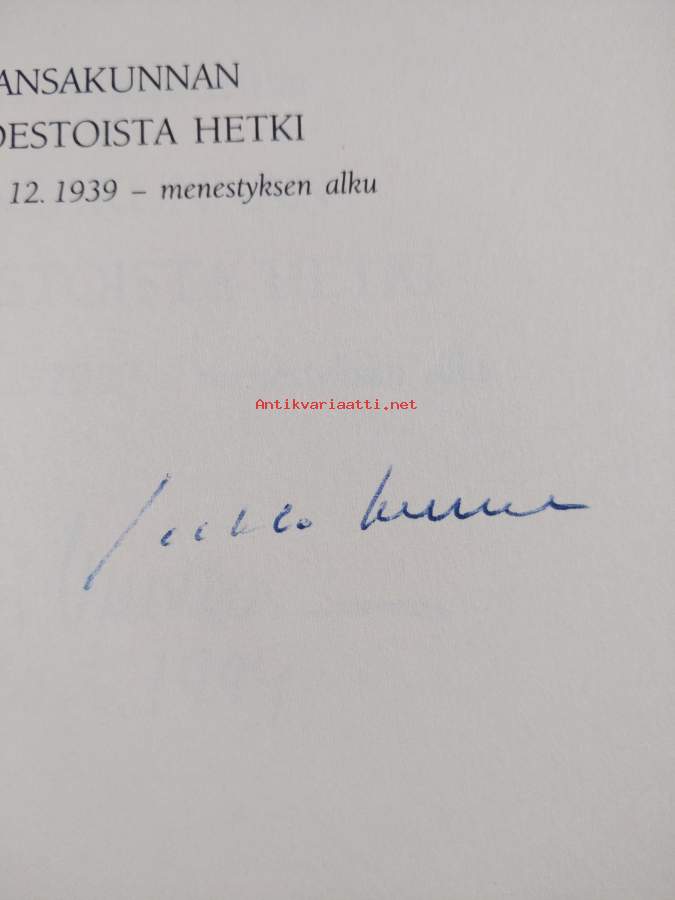 ANSAKUNNAN
DESTOISTA HETKI
12. 1939 – menestyksen alku
Antikvariaatti.net